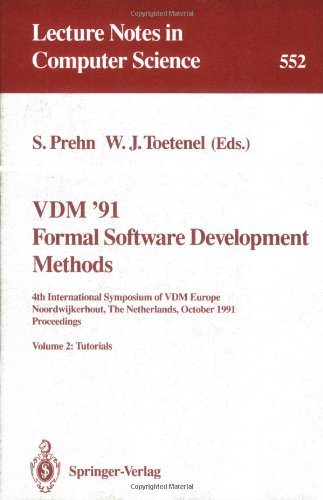 Lecture Notes in
Computer Science
552
S. Prehn W. J. Toetenel (Eds.)
VDM '91
Formal Software Development
Methods
4th International Symposium of VDM Europe
Noordwijkerhout, The Netherlands, October 1991
Proceedings
Volume 2: Tutorials
Springer-Verlag